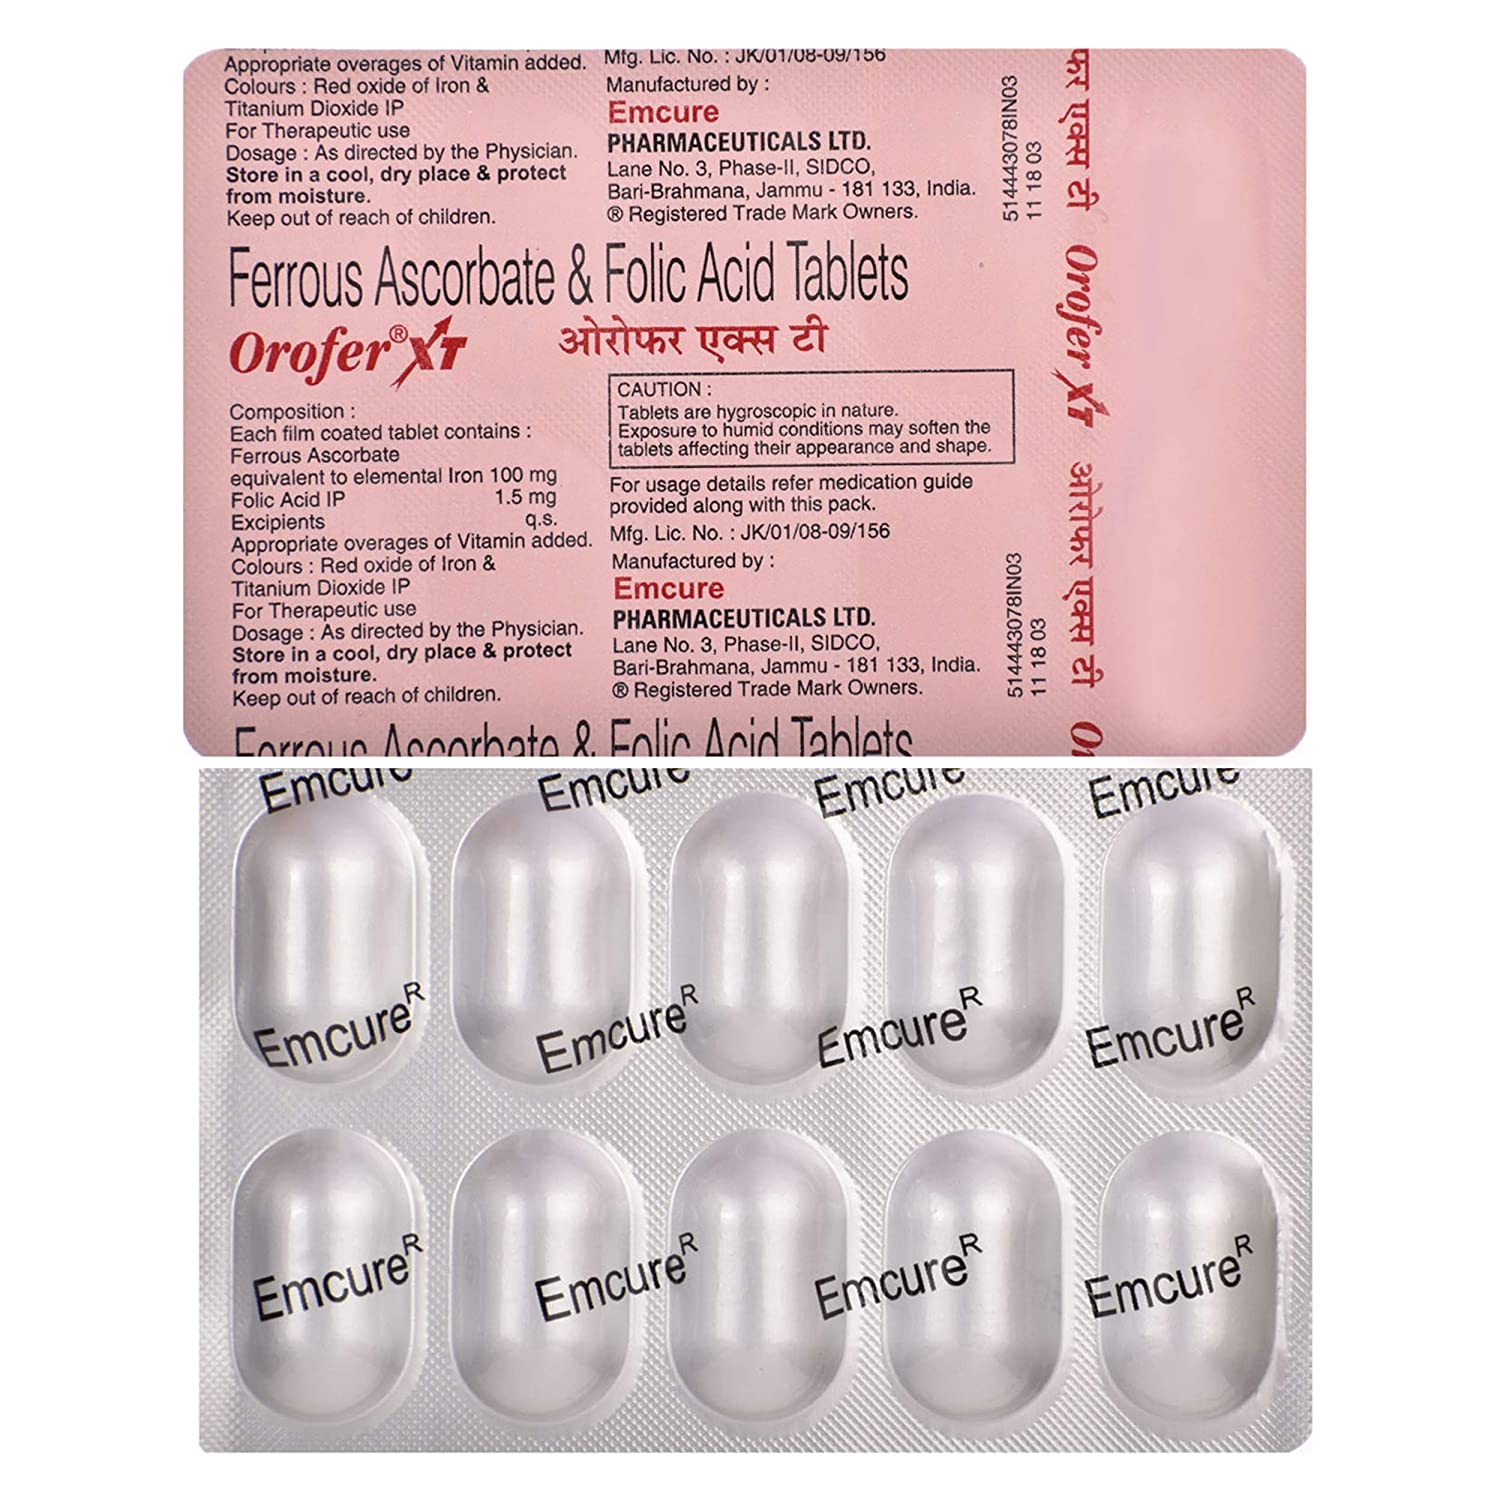 Appropriate overages of Vitamin added.
Colours : Red oxide of Iron &
Titanium Dioxide IP
For Therapeutic use
Dosage : As directed by the Physician.
Store in a cool, dry place & protect
from moisture.
Keep out of reach of children.
Mfg. Lic. No. : JK/01/08-09/156
Manufactured by :
Emcure
PHARMACEUTICALS LTD.
Lane No. 3, Phase-II, SIDCO,
Bari-Brahmana, Jammu - 181 133, India.
® Registered Trade Mark Owners.
514443078IN03
11 18 03
Ferrous Ascorbate & Folic Acid Tablets
Orofer® XT ओरोफर एक्स टी
Composition :
Each film coated tablet contains :
Ferrous Ascorbate
equivalent to elemental Iron 100 mg
Folic Acid IP 1.5 mg
Excipients q.s.
Appropriate overages of Vitamin added.
Colours : Red oxide of Iron &
Titanium Dioxide IP
For Therapeutic use
Dosage : As directed by the Physician.
Store in a cool, dry place & protect
from moisture.
Keep out of reach of children.
CAUTION :
Tablets are hygroscopic in nature.
Exposure to humid conditions may soften the
tablets affecting their appearance and shape.
For usage details refer medication guide
provided along with this pack.
Mfg. Lic. No. : JK/01/08-09/156
Manufactured by :
Emcure
PHARMACEUTICALS LTD.
Lane No. 3, Phase-II, SIDCO,
Bari-Brahmana, Jammu - 181 133, India.
® Registered Trade Mark Owners.
514443078IN03
11 18 03
एक्स टी Orofer XT ओरोफर एक्स टी
Ferrous Ascorbate & Folic Acid Tablets
Emcure Emcure Emcure Emcure
Emcure R Emcure R Emcure R Emcure R
Emcure R Emcure R Emcure R Emcure R